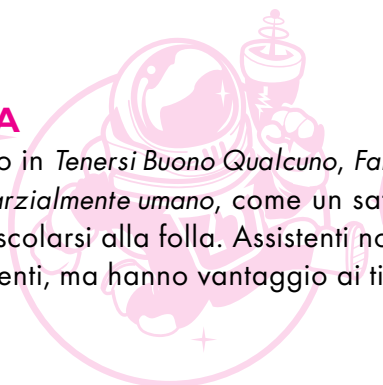 A
o in Tenersi Buono Qualcuno, Fa
arzialmente umano, come un sa
scolarsi alla folla. Assistenti no
enti, ma hanno vantaggio ai ti